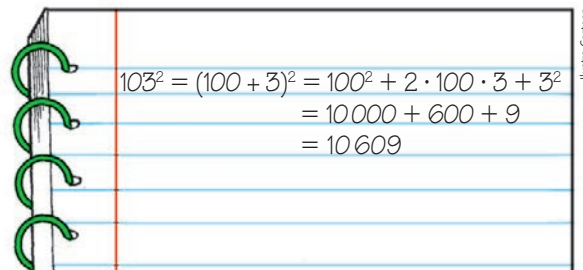 103² = (100 + 3)² = 100² + 2 · 100 · 3 + 3²
= 10 000 + 600 + 9
= 10 609